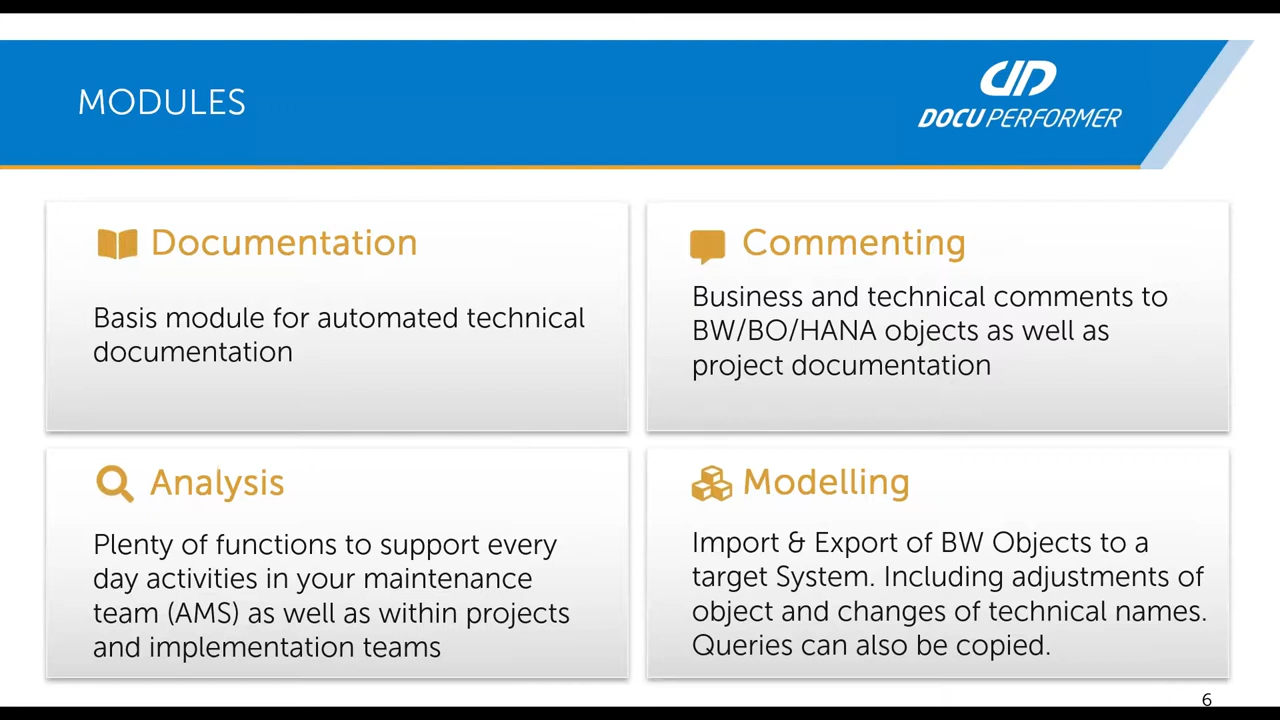 MODULES
DOCU PERFORMER
Documentation
Basis module for automated technical
documentation
Commenting
Business and technical comments to
BW/BO/HANA objects as well as
project documentation
Analysis
Plenty of functions to support every
day activities in your maintenance
team (AMS) as well as within projects
and implementation teams
Modelling
Import & Export of BW Objects to a
target System. Including adjustments of
object and changes of technical names.
Queries can also be copied.
6